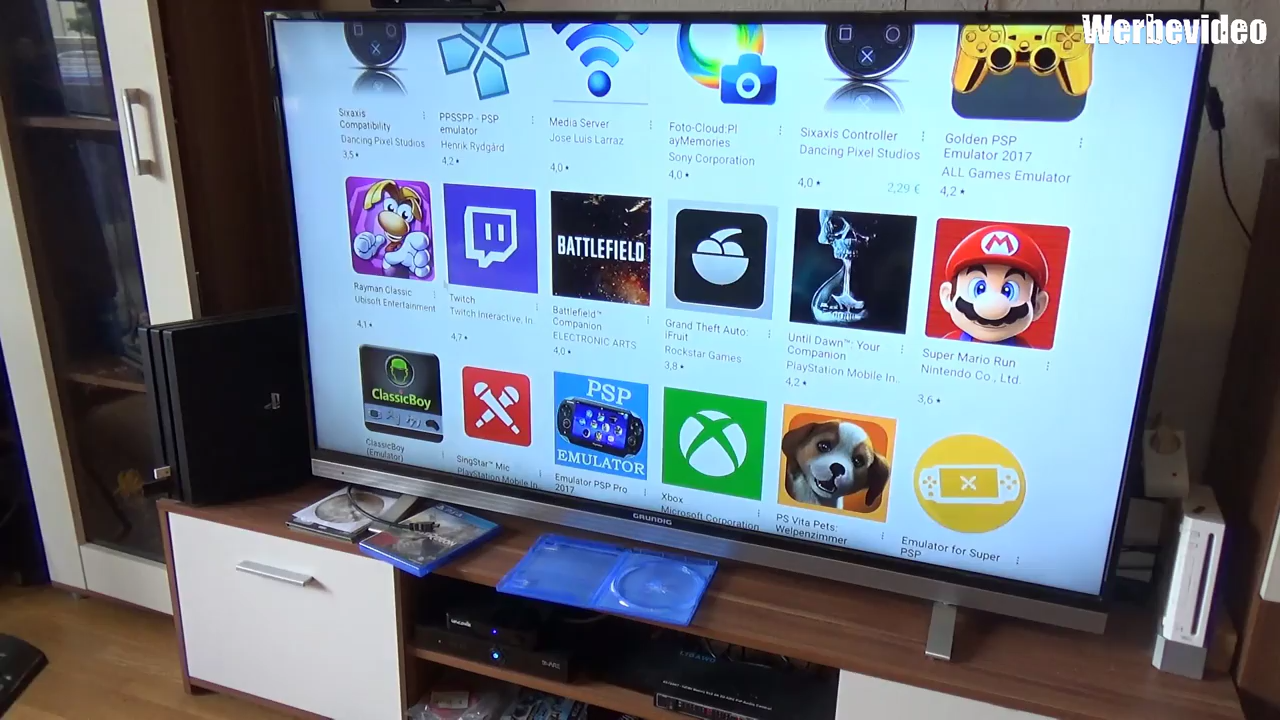 Werbevideo
Sixaxis
Compatibility
Dancing Pixel Studios
3,5★
PPSSPP - PSP
emulator
Henrik Rydgård
4,2★
Media Server
Jose Luis Larraz
4,0★
Foto-Cloud:Pl
ayMemories
Sony Corporation
4,0★
Sixaxis Controller
Dancing Pixel Studios
4,0★
2,29 €
Golden PSP
Emulator 2017
ALL Games Emulator
4,2★
Rayman Classic
Ubisoft Entertainment
4,1★
Twitch
Twitch Interactive, In.
4,7★
BATTLEFIELD
Battlefield™
Companion
ELECTRONIC ARTS
4,0★
Grand Theft Auto:
iFruit
Rockstar Games
3,8★
Until Dawn™: Your
Companion
PlayStation Mobile In..
4,2★
Super Mario Run
Nintendo Co., Ltd.
3,6★
ClassicBoy
ClassicBoy
(Emulator)
SingStar™ Mic
PlayStation Mobile In
PSP
EMULATOR
Emulator PSP Pro
2017
Xbox
Microsoft Corporation
PS Vita Pets:
Welpenzimmer
Emulator for Super
PSP
GRUNDIG